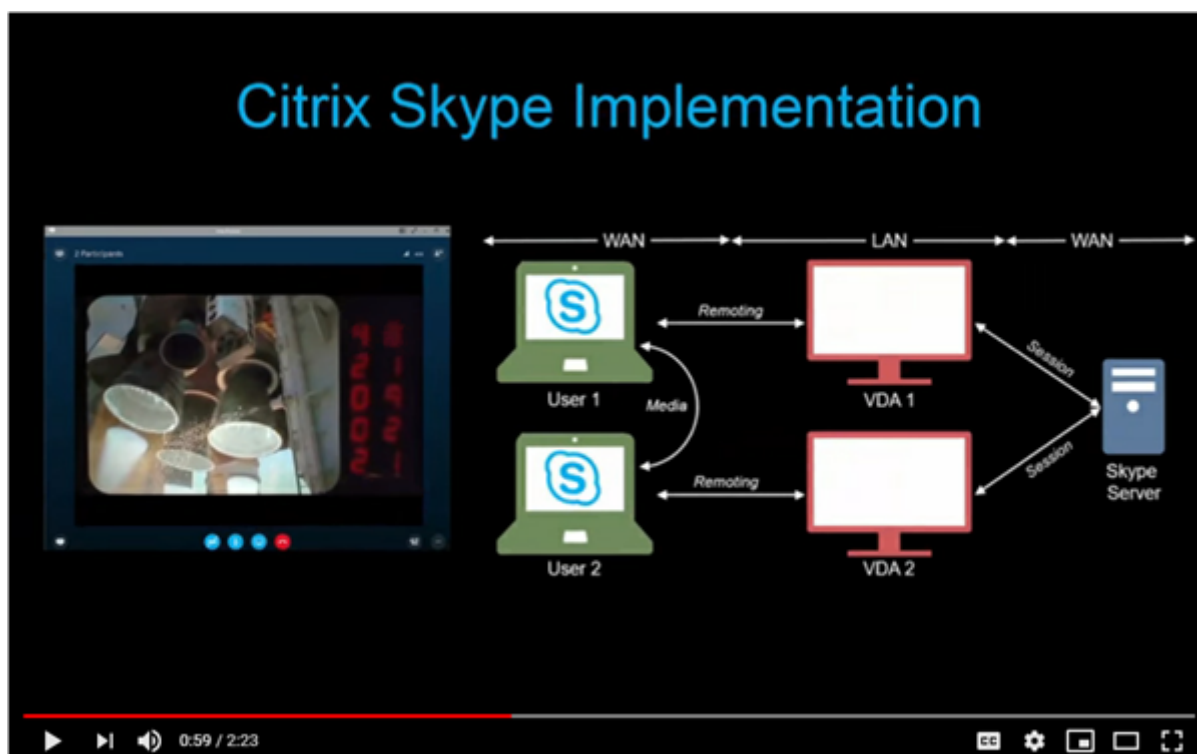 Citrix Skype Implementation
2 Participants
WAN
LAN
WAN
S
Remoting
Session
User 1
Media
VDA 1
S
Remoting
Session
Skype
Server
User 2
VDA 2
0:59 / 2:23
CC